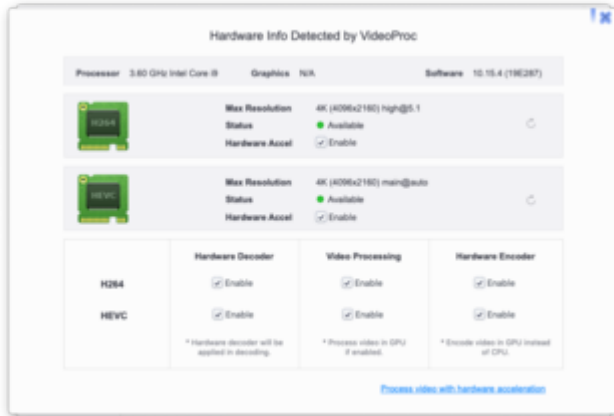 Hardware Info Detected by VideoProc
Processor 3.60 GHz Intel Core i9 Graphics N/A Software 10.15.4 (19E287)
H264
Max Resolution 4K (4096x2160) high@5.1
Status Available
Hardware Accel Enable
HEVC
Max Resolution 4K (4096x2160) main@auto
Status Available
Hardware Accel Enable
Hardware Decoder Video Processing Hardware Encoder
H264 Enable Enable Enable
HEVC Enable Enable Enable
* Hardware decoder will be * Process video in GPU * Encode video in GPU instead
applied in decoding. if enabled. of CPU.
Process video with hardware acceleration